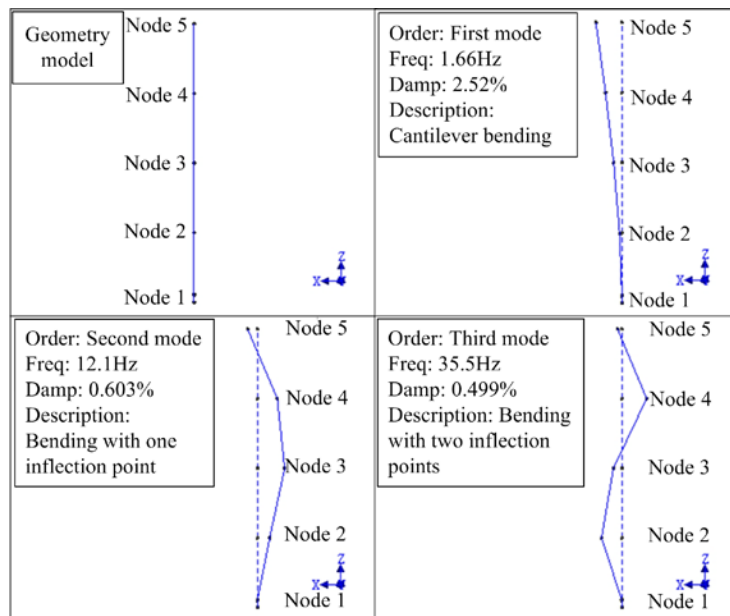 Geometry
model
Node 5
Node 4
Node 3
Node 2
Node 1
Z
X
Order: First mode
Freq: 1.66Hz
Damp: 2.52%
Description:
Cantilever bending
Node 5
Node 4
Node 3
Node 2
Node 1
Z
X
Order: Second mode
Freq: 12.1Hz
Damp: 0.603%
Description:
Bending with one
inflection point
Node 5
Node 4
Node 3
Node 2
Node 1
Z
X
Order: Third mode
Freq: 35.5Hz
Damp: 0.499%
Description: Bending
with two inflection
points
Node 5
Node 4
Node 3
Node 2
Node 1
Z
X